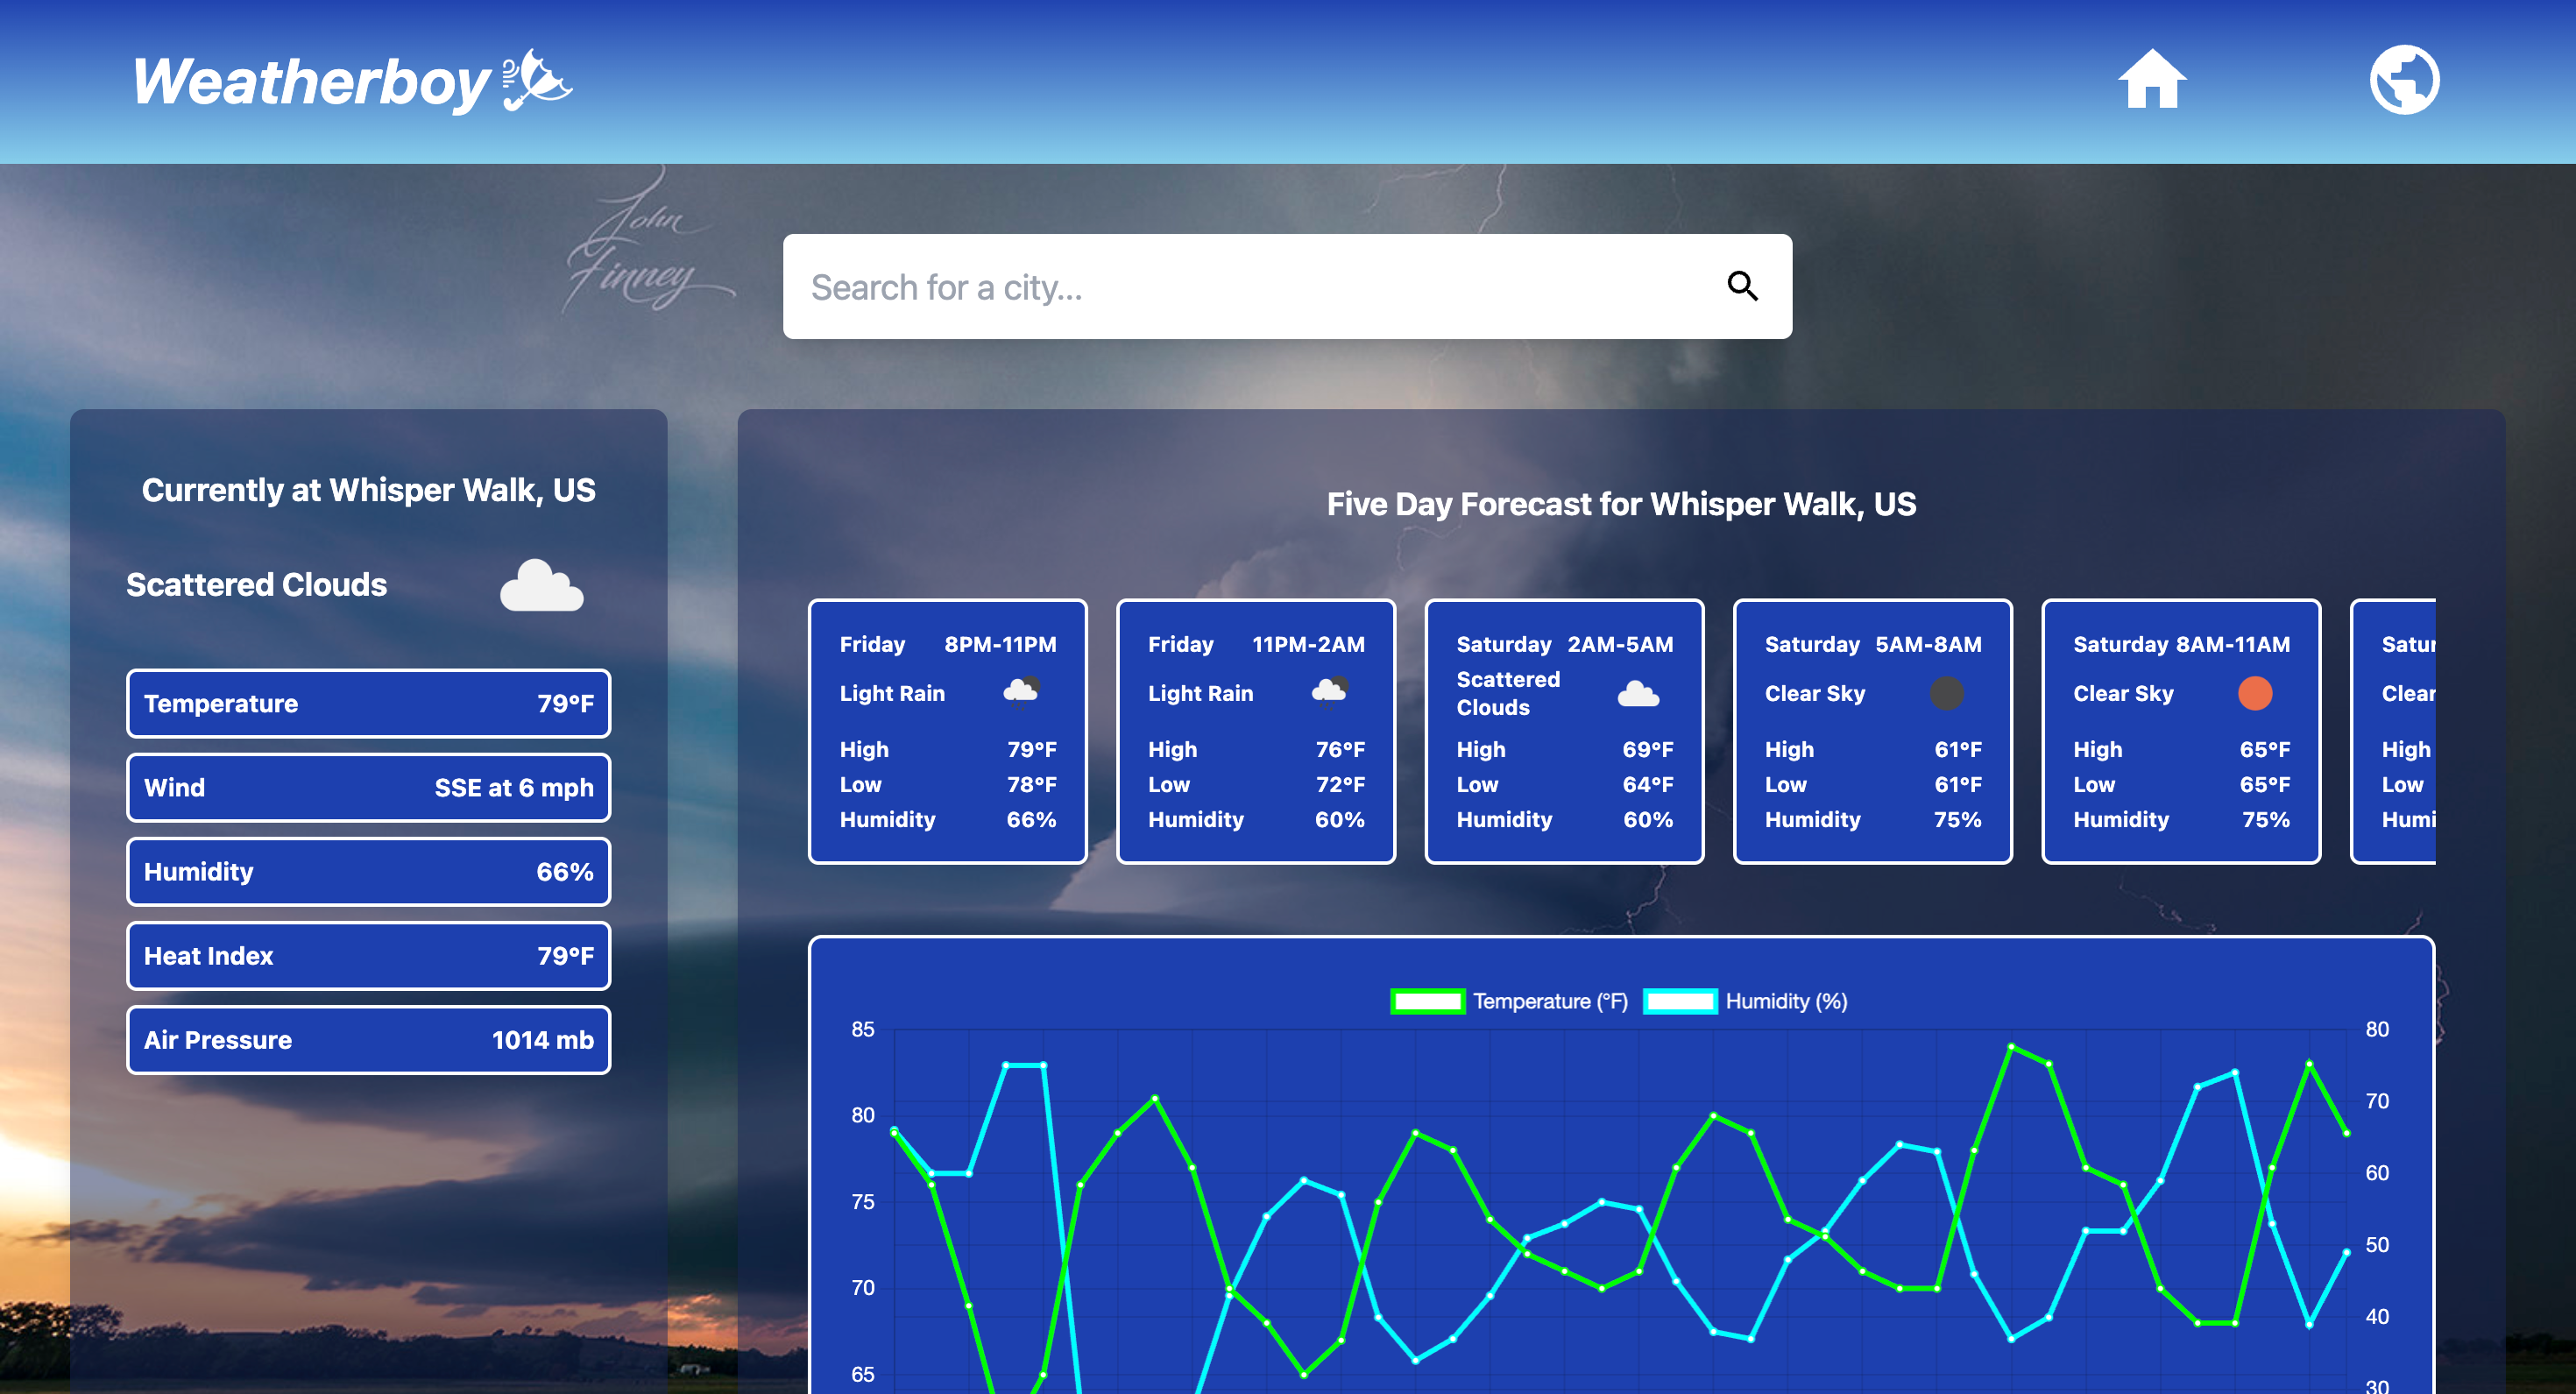 Weatherboy
John
Finney
Search for a city...
Currently at Whisper Walk, US
Scattered Clouds
Temperature 79°F
Wind SSE at 6 mph
Humidity 66%
Heat Index 79°F
Air Pressure 1014 mb
Five Day Forecast for Whisper Walk, US
Friday 8PM-11PM
Light Rain
High 79°F
Low 78°F
Humidity 66%
Friday 11PM-2AM
Light Rain
High 76°F
Low 72°F
Humidity 60%
Saturday 2AM-5AM
Scattered
Clouds
High 69°F
Low 64°F
Humidity 60%
Saturday 5AM-8AM
Clear Sky
High 61°F
Low 61°F
Humidity 75%
Saturday 8AM-11AM
Clear Sky
High 65°F
Low 65°F
Humidity 75%
Satur
Clear
High
Low
Humi
Temperature (°F) Humidity (%)
85 80
80 70
75 60
70 50
65 40
30